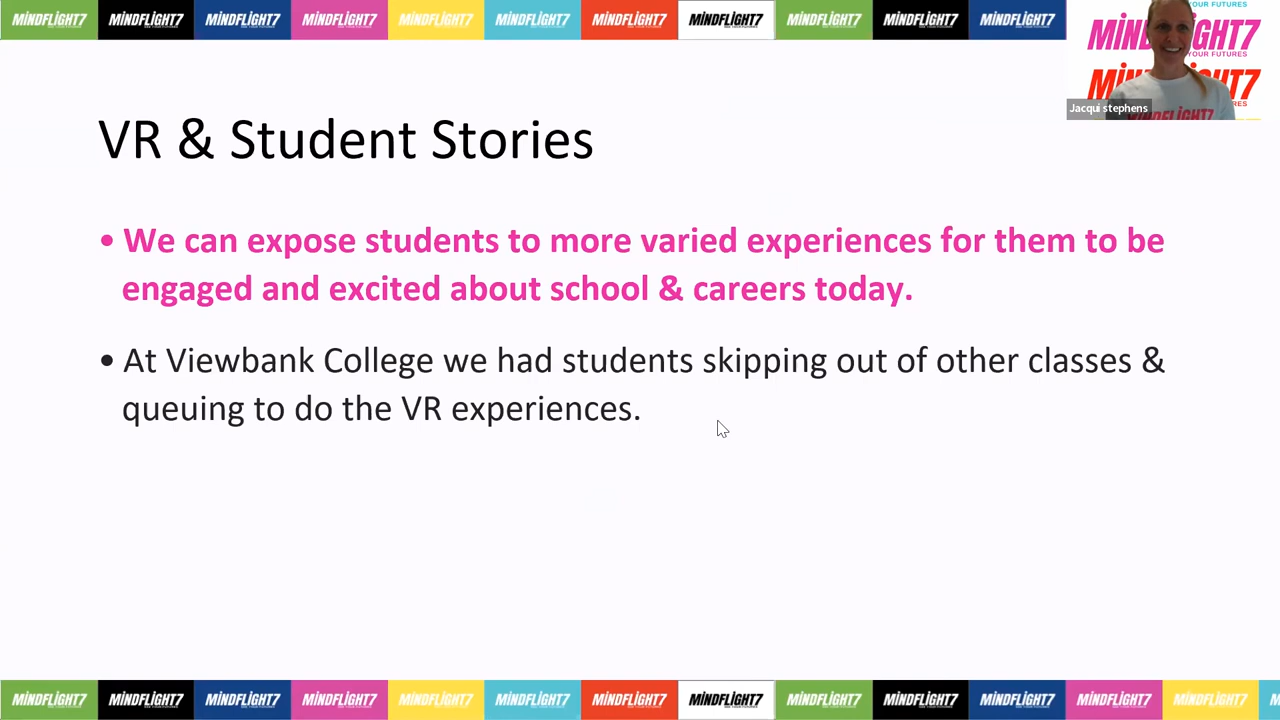 MINDFLIGHT7 MINDFLIGHT7 MINDFLIGHT7 MINDFLIGHT7 MINDFLIGHT7 MINDFLIGHT7 MINDFLIGHT7 MINDFLIGHT7 MINDFLIGHT7 MINDFLIGHT7 MINDFLIGHT7
YOUR FUTURES
YOUR FUTURES
Jacqui stephens
MINDFLIGHT7
VR & Student Stories
• We can expose students to more varied experiences for them to be
engaged and excited about school & careers today.
• At Viewbank College we had students skipping out of other classes &
queuing to do the VR experiences.
MINDFLIGHT7 MINDFLIGHT7 MINDFLIGHT7 MINDFLIGHT7 MINDFLIGHT7 MINDFLIGHT7 MINDFLIGHT7 MINDFLIGHT7 MINDFLIGHT7 MINDFLIGHT7 MINDFLIGHT7 MINDFLIGHT7 MINDFLIGHT7